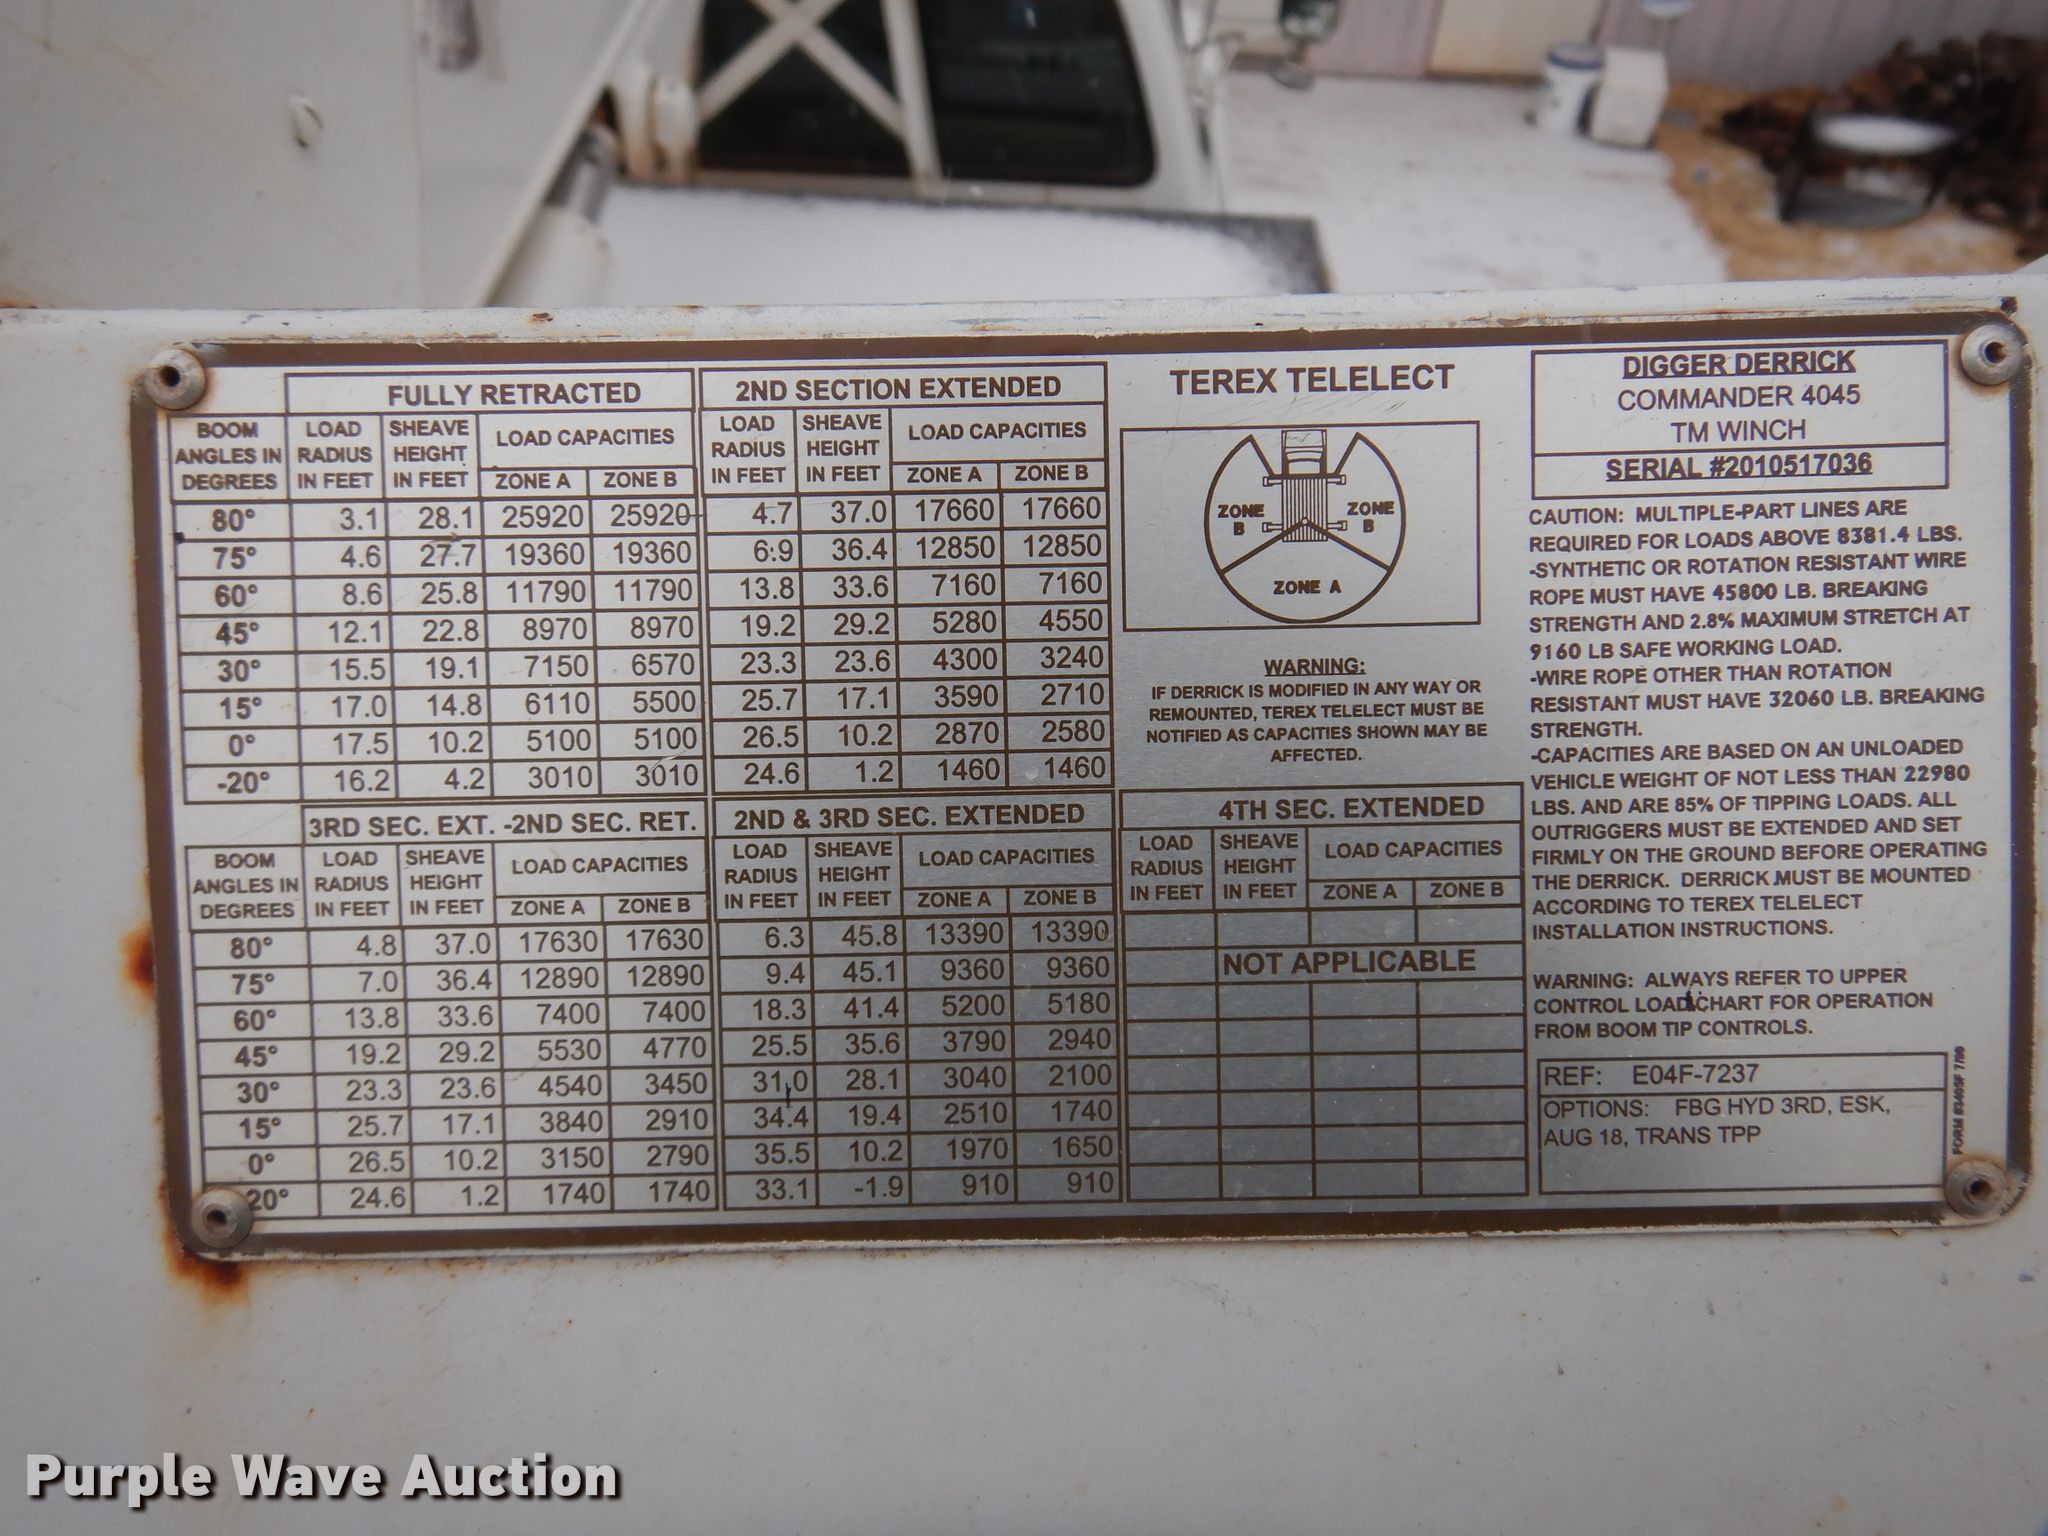 FULLY RETRACTED
BOOM ANGLES IN DEGREES | LOAD RADIUS IN FEET | SHEAVE HEIGHT IN FEET | LOAD CAPACITIES
ZONE A | ZONE B
80° 3.1 28.1 25920 25920
75° 4.6 27.7 19360 19360
60° 8.6 25.8 11790 11790
45° 12.1 22.8 8970 8970
30° 15.5 19.1 7150 6570
15° 17.0 14.8 6110 5500
0° 17.5 10.2 5100 5100
-20° 16.2 4.2 3010 3010
2ND SECTION EXTENDED
LOAD RADIUS IN FEET | SHEAVE HEIGHT IN FEET | LOAD CAPACITIES
ZONE A | ZONE B
4.7 37.0 17660 17660
6.9 36.4 12850 12850
13.8 33.6 7160 7160
19.2 29.2 5280 4550
23.3 23.6 4300 3240
25.7 17.1 3590 2710
26.5 10.2 2870 2580
24.6 1.2 1460 1460
3RD SEC. EXT. -2ND SEC. RET.
BOOM ANGLES IN DEGREES | LOAD RADIUS IN FEET | SHEAVE HEIGHT IN FEET | LOAD CAPACITIES
ZONE A | ZONE B
80° 4.8 37.0 17630 17630
75° 7.0 36.4 12890 12890
60° 13.8 33.6 7400 7400
45° 19.2 29.2 5530 4770
30° 23.3 23.6 4540 3450
15° 25.7 17.1 3840 2910
0° 26.5 10.2 3150 2790
20° 24.6 1.2 1740 1740
2ND & 3RD SEC. EXTENDED
LOAD RADIUS IN FEET | SHEAVE HEIGHT IN FEET | LOAD CAPACITIES
ZONE A | ZONE B
6.3 45.8 13390 13390
9.4 45.1 9360 9360
18.3 41.4 5200 5180
25.5 35.6 3790 2940
31.0 28.1 3040 2100
34.4 19.4 2510 1740
35.5 10.2 1970 1650
33.1 -1.9 910 910
TEREX TELELECT
ZONE B
ZONE B
ZONE A
WARNING:
IF DERRICK IS MODIFIED IN ANY WAY OR
REMOUNTED, TEREX TELELECT MUST BE
NOTIFIED AS CAPACITIES SHOWN MAY BE
AFFECTED.
4TH SEC. EXTENDED
LOAD RADIUS IN FEET | SHEAVE HEIGHT IN FEET | LOAD CAPACITIES
ZONE A | ZONE B
NOT APPLICABLE
DIGGER DERRICK
COMMANDER 4045
TM WINCH
SERIAL #2010517036
CAUTION: MULTIPLE-PART LINES ARE
REQUIRED FOR LOADS ABOVE 8381.4 LBS.
-SYNTHETIC OR ROTATION RESISTANT WIRE
ROPE MUST HAVE 45800 LB. BREAKING
STRENGTH AND 2.8% MAXIMUM STRETCH AT
9160 LB SAFE WORKING LOAD.
-WIRE ROPE OTHER THAN ROTATION
RESISTANT MUST HAVE 32060 LB. BREAKING
STRENGTH.
-CAPACITIES ARE BASED ON AN UNLOADED
VEHICLE WEIGHT OF NOT LESS THAN 22980
LBS. AND ARE 85% OF TIPPING LOADS. ALL
OUTRIGGERS MUST BE EXTENDED AND SET
FIRMLY ON THE GROUND BEFORE OPERATING
THE DERRICK. DERRICK MUST BE MOUNTED
ACCORDING TO TEREX TELELECT
INSTALLATION INSTRUCTIONS.
WARNING: ALWAYS REFER TO UPPER
CONTROL LOAD CHART FOR OPERATION
FROM BOOM TIP CONTROLS.
REF: E04F-7237
OPTIONS: FBG HYD 3RD, ESK,
AUG 18, TRANS TPP
Purple Wave Auction